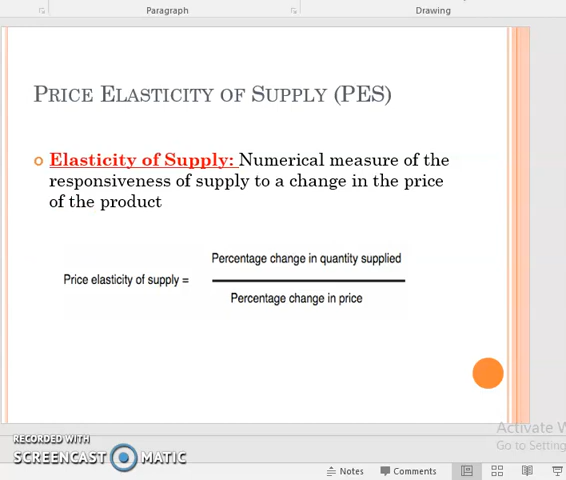 Paragraph
Drawing
PRICE ELASTICITY OF SUPPLY (PES)
Elasticity of Supply: Numerical measure of the
responsiveness of supply to a change in the price
of the product
Percentage change in quantity supplied
Price elasticity of supply =
Percentage change in price
Activate W
Go to Setting
RECORDED WITH
SCREENCAST MATIC
Notes
Comments